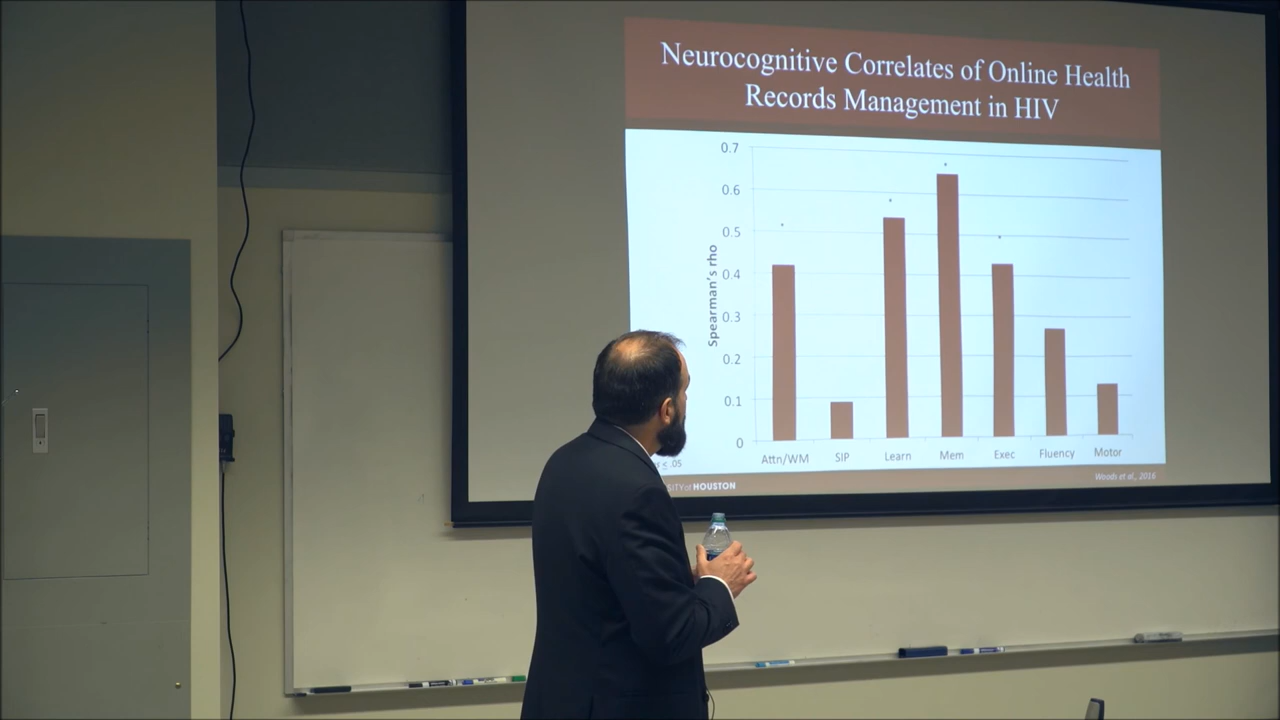 Neurocognitive Correlates of Online Health
Records Management in HIV
0.7
0.6
0.5
0.4
0.3
0.2
0.1
0
Spearman's rho
Attn/WM SIP Learn Mem Exec Fluency Motor
≤ .05
HOUSTON
Woods et al., 2016